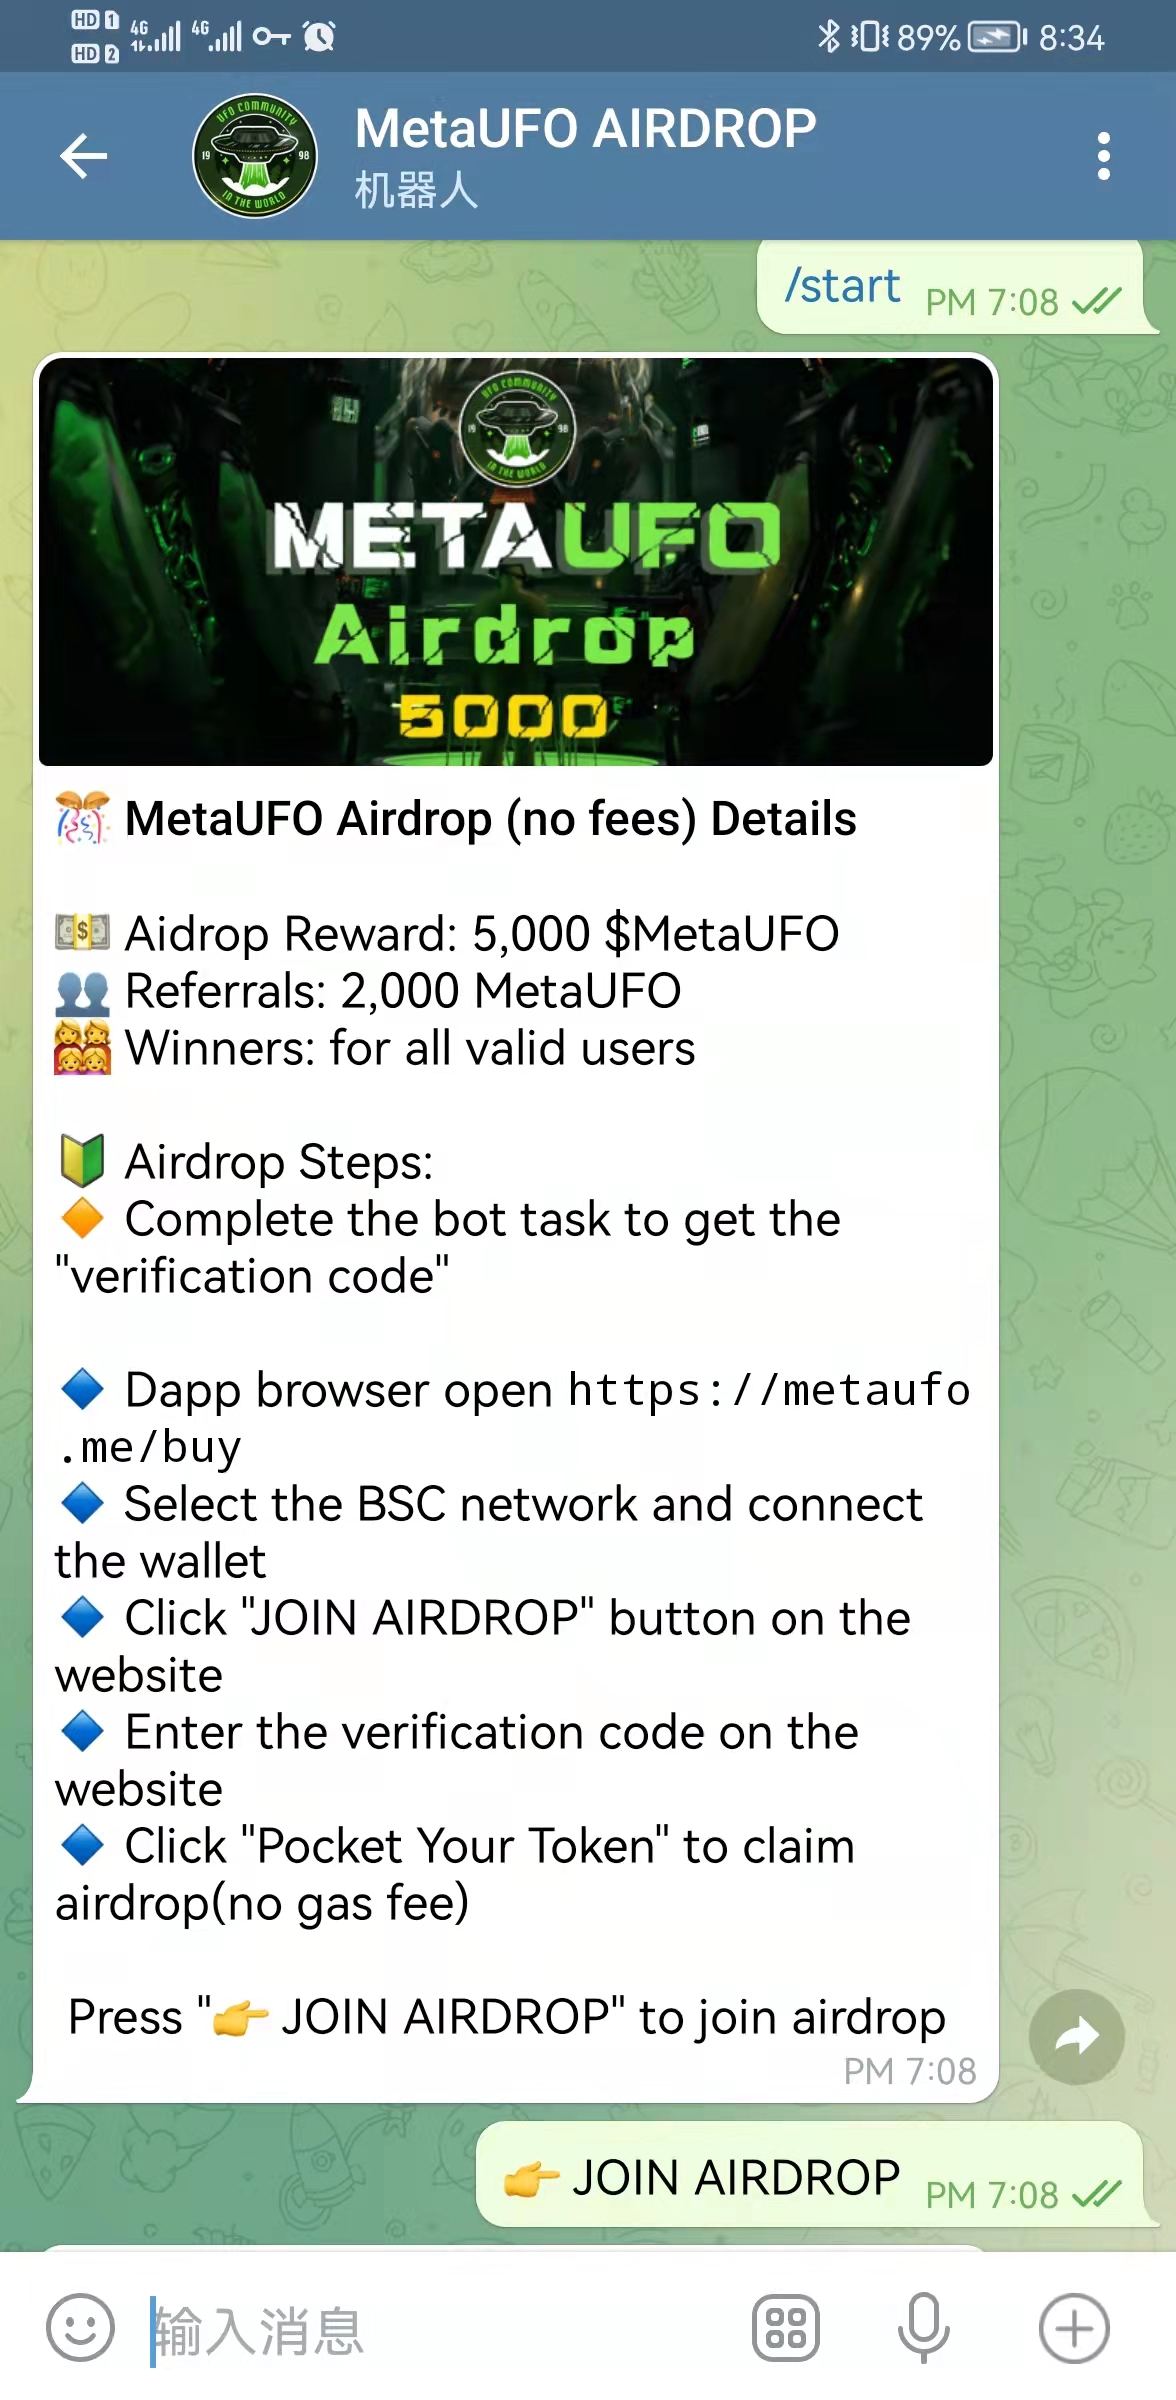 HD 1 4G 4G 89% 8:34
HD 2
MetaUFO AIRDROP
机器人
/start PM 7:08
UFO COMMUNITY
19 98
IN THE WORLD
METAUFO
Airdrop
5000
MetaUFO Airdrop (no fees) Details
Aidrop Reward: 5,000 $MetaUFO
Referrals: 2,000 MetaUFO
Winners: for all valid users
Airdrop Steps:
Complete the bot task to get the
"verification code"
Dapp browser open https://metaufo
.me/buy
Select the BSC network and connect
the wallet
Click "JOIN AIRDROP" button on the
website
Enter the verification code on the
website
Click "Pocket Your Token" to claim
airdrop(no gas fee)
Press "👉 JOIN AIRDROP" to join airdrop
PM 7:08
👉 JOIN AIRDROP PM 7:08
输入消息